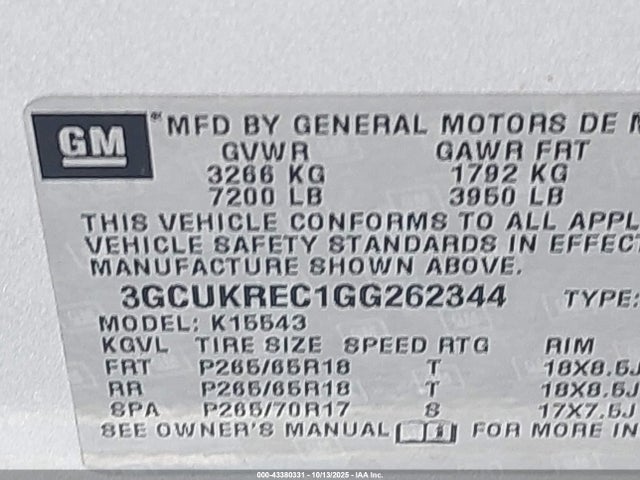 GM
*MFD BY GENERAL MOTORS DE
GVWR GAWR FRT
3266 KG 1792 KG
7200 LB 3950 LB
THIS VEHICLE CONFORMS TO ALL APPL
VEHICLE SAFETY STANDARDS IN EFFECT
MANUFACTURE SHOWN ABOVE.
3GCUKREC1GG262344 TYPE:
MODEL: K15543
KGVL TIRE SIZE SPEED RTG RIM
FRT P265/65R18 T 18X8.5J
RR P265/65R18 T 18X8.5J
SPA P265/70R17 S 17X7.5J
SEE OWNER'S MANUAL FOR MORE IN
000-43380331 - 10/13/2025 - IAA Inc.